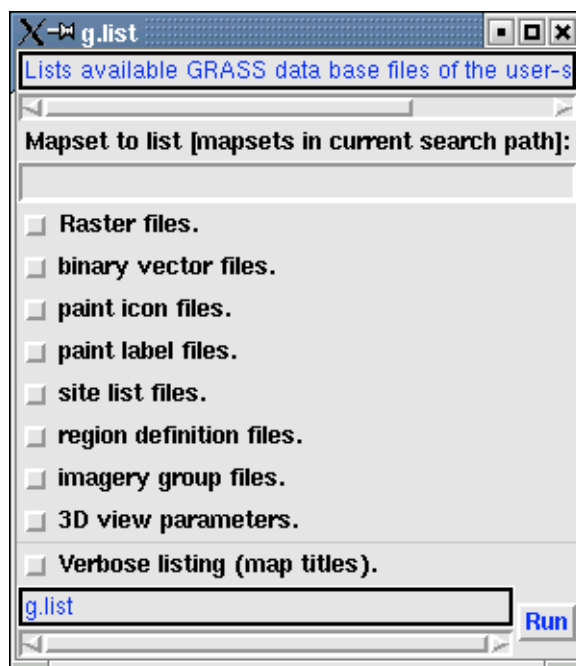 g.list
Lists available GRASS data base files of the user-s
Mapset to list [mapsets in current search path]:
Raster files.
binary vector files.
paint icon files.
paint label files.
site list files.
region definition files.
imagery group files.
3D view parameters.
Verbose listing (map titles).
g.list
Run